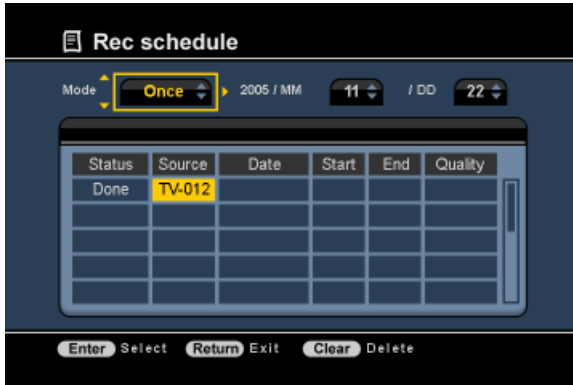 Rec schedule
Mode Once 2005 / MM 11 / DD 22
Status Source Date Start End Quality
Done TV-012
Enter Select Return Exit Clear Delete